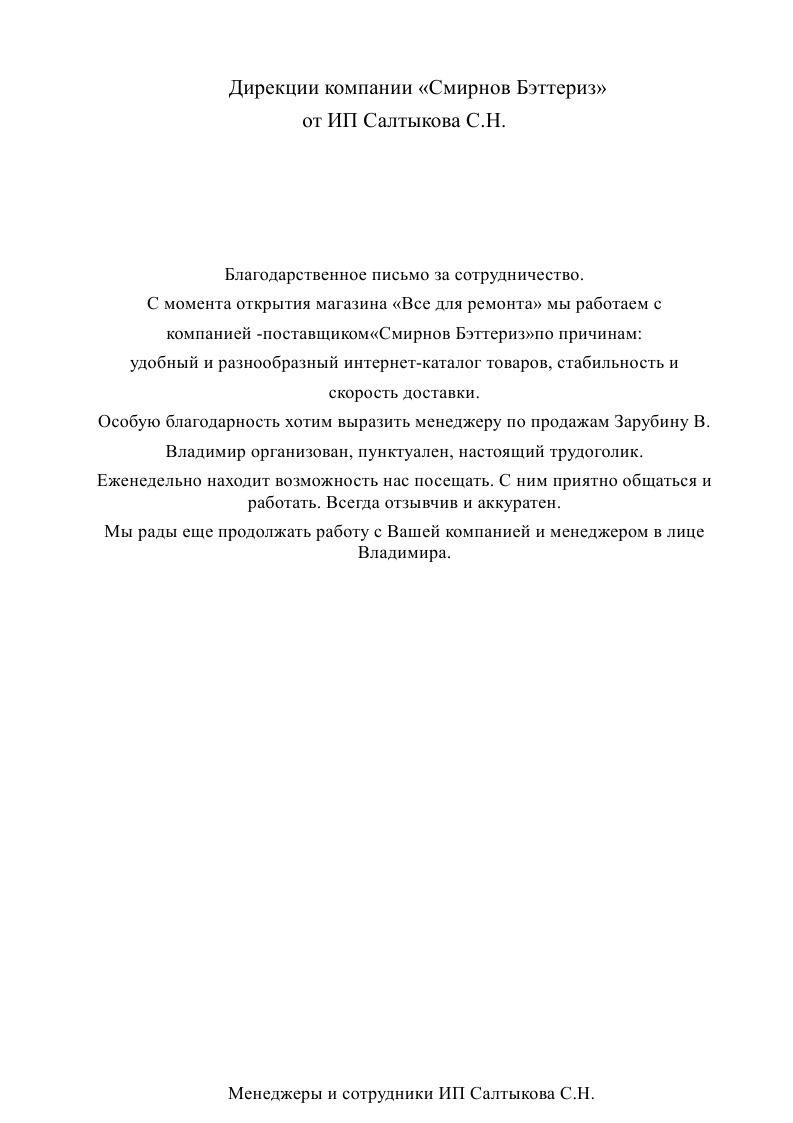 Дирекции компании «Смирнов Бэттериз»
от ИП Салтыкова С.Н.
Благодарственное письмо за сотрудничество.
С момента открытия магазина «Все для ремонта» мы работаем с
компанией -поставщиком«Смирнов Бэттериз»по причинам:
удобный и разнообразный интернет-каталог товаров, стабильность и
скорость доставки.
Особую благодарность хотим выразить менеджеру по продажам Зарубину В.
Владимир организован, пунктуален, настоящий трудоголик.
Еженедельно находит возможность нас посещать. С ним приятно общаться и
работать. Всегда отзывчив и аккуратен.
Мы рады еще продолжать работу с Вашей компанией и менеджером в лице
Владимира.
Менеджеры и сотрудники ИП Салтыкова С.Н.